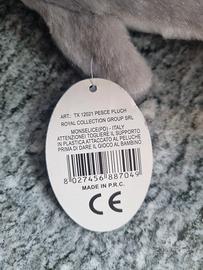 ART.: TX 12021 PESCE PLUCH
ROYAL COLLECTION GROUP SRL
MONSELICE(PD) - ITALY
ATTENZIONE! TOGLIERE IL SUPPORTO
IN PLASTICA ATTACCATO AL PELUCHE
PRIMA DI DARE IL GIOCO AL BAMBINO
8 027456 887049
MADE IN P.R.C.
CE